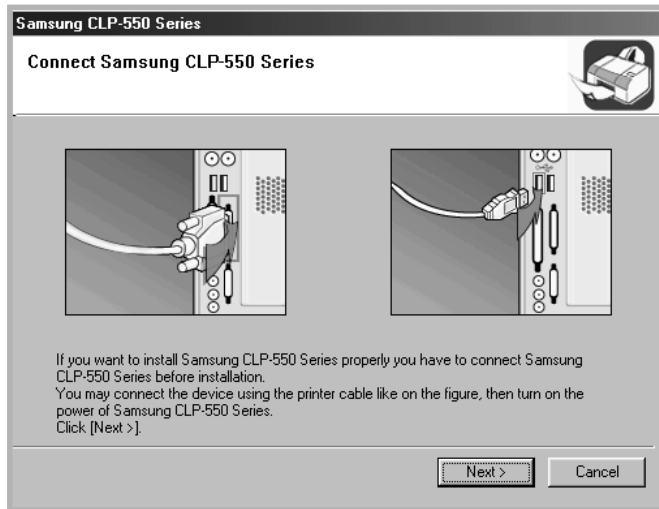 Samsung CLP-550 Series
Connect Samsung CLP-550 Series
If you want to install Samsung CLP-550 Series properly you have to connect Samsung
CLP-550 Series before installation.
You may connect the device using the printer cable like on the figure, then turn on the
power of Samsung CLP-550 Series.
Click [Next >].
Next >
Cancel